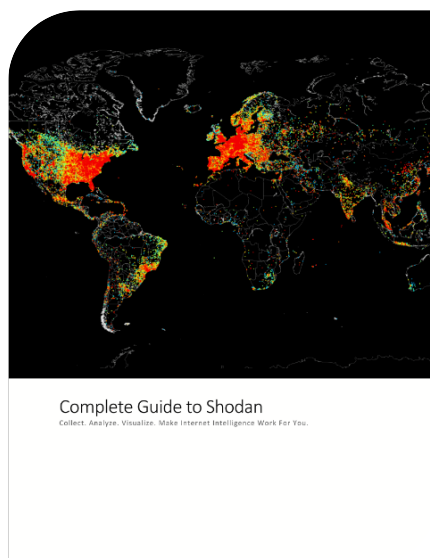 Complete Guide to Shodan
Collect. Analyze. Visualize. Make Internet Intelligence Work For You.